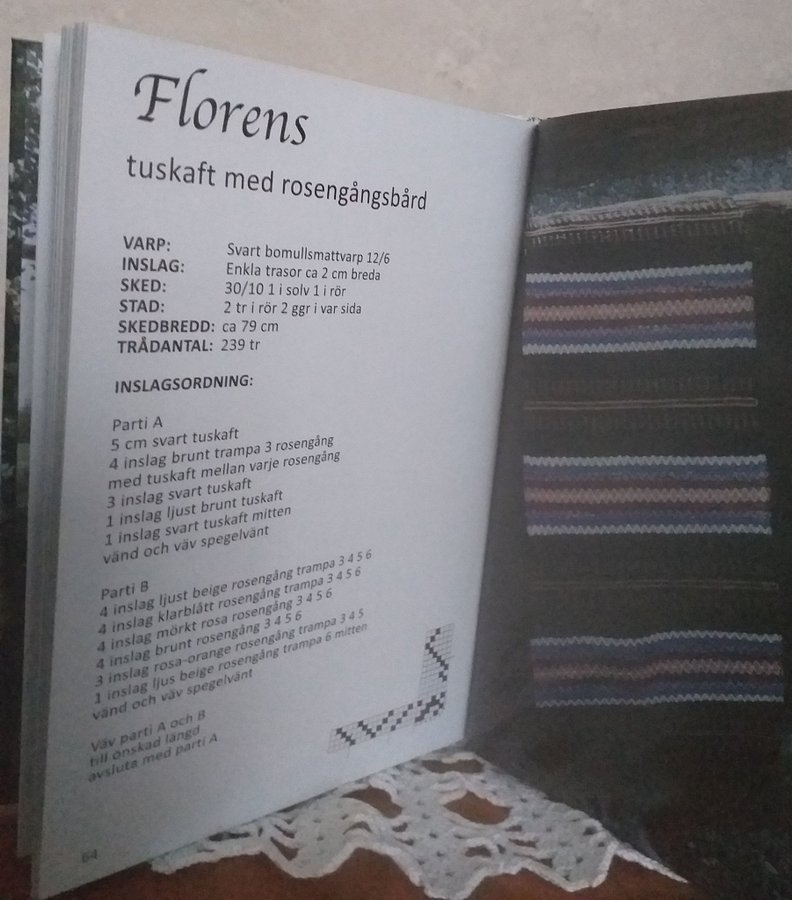 Florens
tuskaft med rosengångsbård
VARP: Svart bomullsmattvarp 12/6
INSLAG: Enkla trasor ca 2 cm breda
SKED: 30/10 1 i solv 1 i rör
STAD: 2 tr i rör 2 ggr i var sida
SKEDBREDD: ca 79 cm
TRÅDANTAL: 239 tr
INSLAGSORDNING:
Parti A
5 cm svart tuskaft
4 inslag brunt trampa 3 rosengång
med tuskaft mellan varje rosengång
3 inslag svart tuskaft
1 inslag ljust brunt tuskaft
1 inslag svart tuskaft mitten
vänd och väv spegelvänt
Parti B
4 inslag ljust beige rosengång trampa 3 4 5 6
4 inslag klarblått rosengång trampa 3 4 5 6
4 inslag mörkt rosa rosengång 3 4 5 6
4 inslag brunt rosengång 3 4 5 6
3 inslag rosa-orange rosengång trampa 3 4 5
1 inslag ljus beige rosengång trampa 6 mitten
vänd och väv spegelvänt
Väv parti A och B
till önskad längd
avsluta med parti A
64